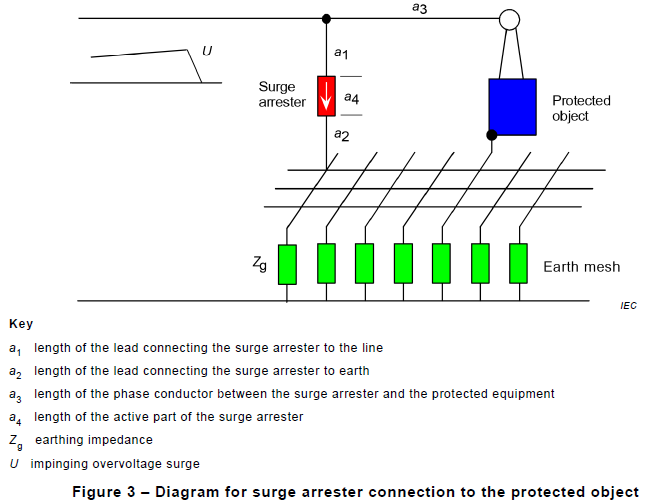 a3
U
a1
Surge
arrester
a4
Protected
object
a2
Zg
Earth mesh
IEC
Key
a1 length of the lead connecting the surge arrester to the line
a2 length of the lead connecting the surge arrester to earth
a3 length of the phase conductor between the surge arrester and the protected equipment
a4 length of the active part of the surge arrester
Zg earthing impedance
U impinging overvoltage surge
Figure 3 – Diagram for surge arrester connection to the protected object